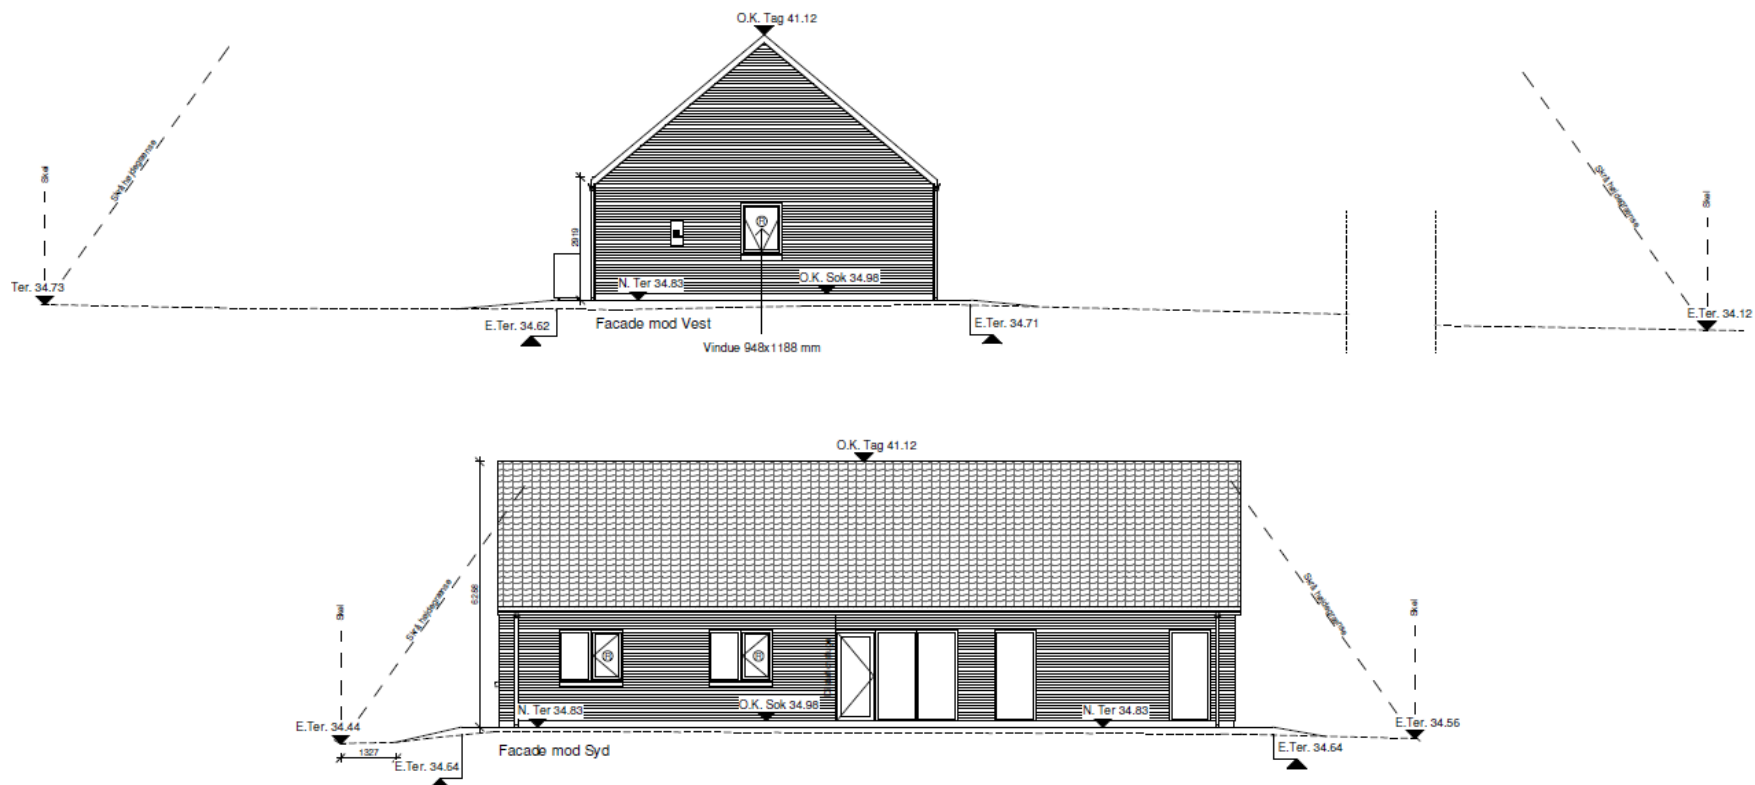 O.K. Tag 41.12
Skrå højdegrænse
Skrå højdegrænse
Skel
Skel
2919
Ter. 34.73
N. Ter 34.83
O.K. Sok 34.98
E.Ter. 34.12
E.Ter. 34.62
Facade mod Vest
E.Ter. 34.71
Vindue 948x1188 mm
O.K. Tag 41.12
6288
Skrå højdegrænse
Skrå højdegrænse
Skel
Skel
R
R
R
N. Ter 34.83
O.K. Sok 34.98
N. Ter 34.83
E.Ter. 34.44
E.Ter. 34.56
1327
Facade mod Syd
E.Ter. 34.64
E.Ter. 34.64